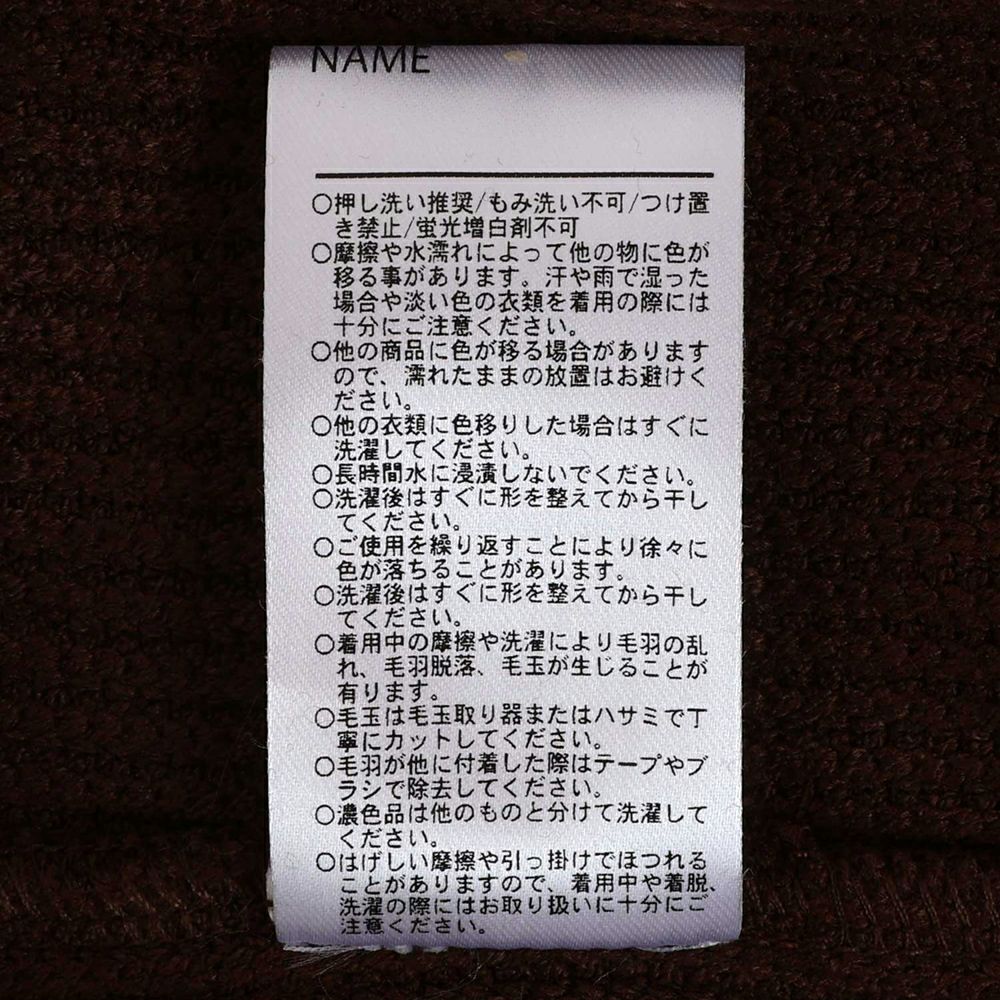 NAME
○押し洗い推奨/もみ洗い不可/つけ置
き禁止/蛍光増白剤不可
○摩擦や水濡れによって他の物に色が
移る事があります。汗や雨で湿った
場合や淡い色の衣類を着用の際には
十分にご注意ください。
○他の商品に色が移る場合があります
ので、濡れたままの放置はお避けく
ださい。
○他の衣類に色移りした場合はすぐに
洗濯してください。
○長時間水に浸漬しないでください。
○洗濯後はすぐに形を整えてから干し
てください。
○ご使用を繰り返すことにより徐々に
色が落ちることがあります。
○洗濯後はすぐに形を整えてから干し
てください。
○着用中の摩擦や洗濯により毛羽の乱
れ、毛羽脱落、毛玉が生じることが
有ります。
○毛玉は毛玉取り器またはハサミで丁
寧にカットしてください。
○毛羽が他に付着した際はテープやブ
ラシで除去してください。
○濃色品は他のものと分けて洗濯して
ください。
○はげしい摩擦や引っ掛けでほつれる
ことがありますので、着用中や着脱、
洗濯の際にはお取り扱いに十分にご
注意ください。